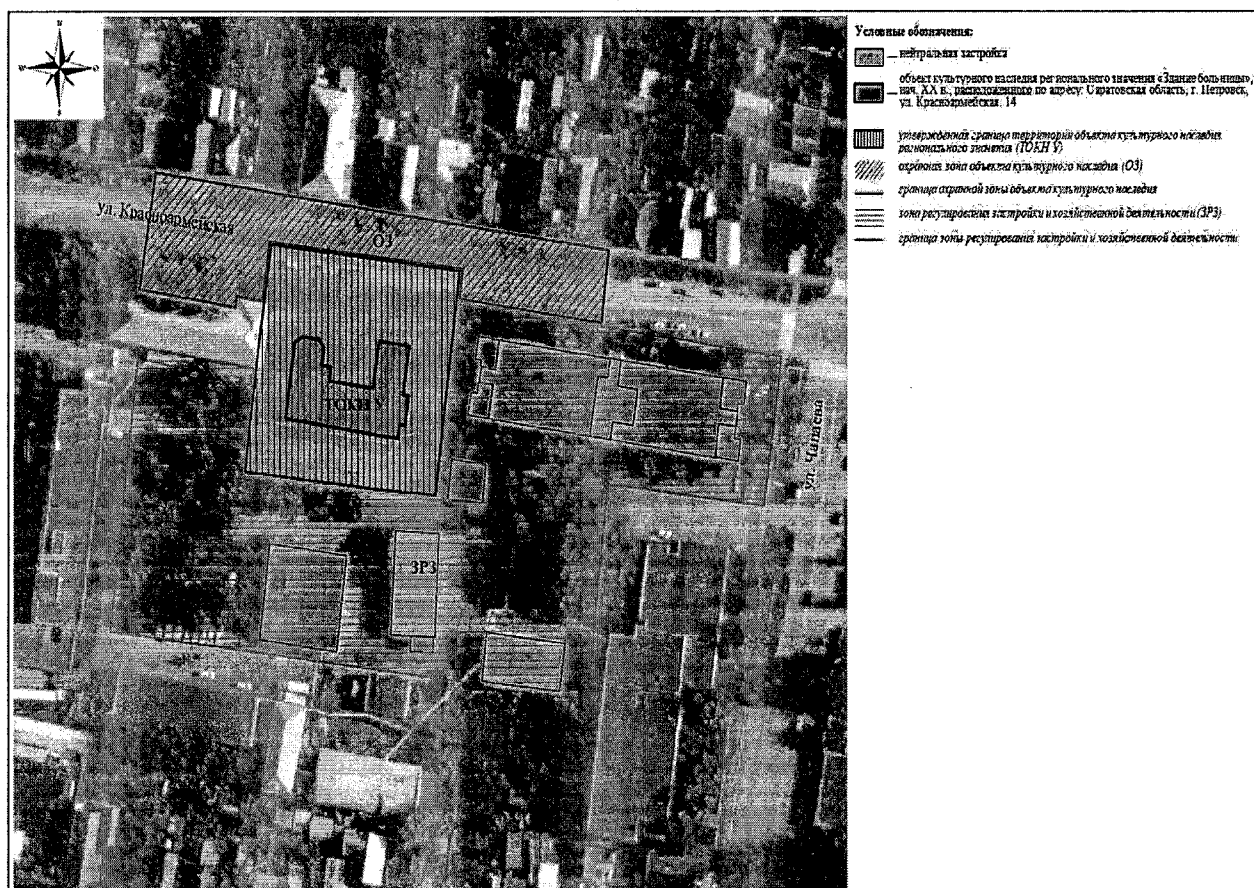 Условные обозначения:
— нейтральная застройка
объект культурного наследия регионального значения «Здание больницы»,
— нач. XX в., расположенного по адресу: Саратовская область, г. Петровск,
ул. Красноармейская, 14
утвержденная граница территории объекта культурного наследия
регионального значения (ТОКН У)
охранная зона объекта культурного наследия (ОЗ)
граница охранной зоны объекта культурного наследия
зона регулирования застройки и хозяйственной деятельности (ЗРЗ)
граница зоны регулирования застройки и хозяйственной деятельности
ул. Красноармейская
ОЗ
ТОКН У
ул. Чапаева
ЗРЗ